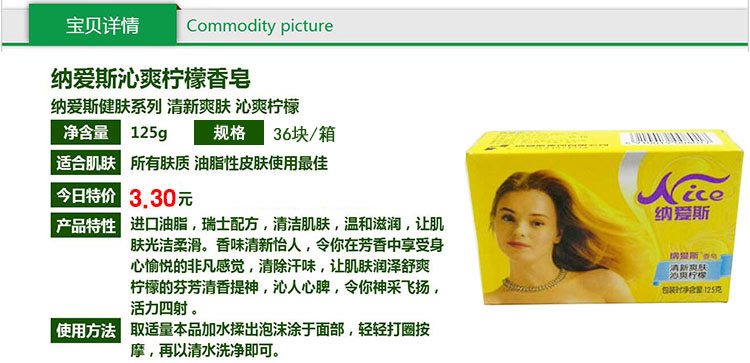 宝贝详情 Commodity picture
纳爱斯沁爽柠檬香皂
纳爱斯健肤系列 清新爽肤 沁爽柠檬
净含量 125g 规格 36块/箱
适合肌肤 所有肤质 油脂性皮肤使用最佳
今日特价 3.30元
产品特性 进口油脂，瑞士配方，清洁肌肤，温和滋润，让肌
肤光洁柔滑。香味清新怡人，令你在芳香中享受身
心愉悦的非凡感觉，清除汗味，让肌肤润泽舒爽
柠檬的芬芳清香提神，沁人心脾，令你神采飞扬，
活力四射 。
使用方法 取适量本品加水揉出泡沫涂于面部，轻轻打圈按
摩，再以清水洗净即可。
Nice
纳爱斯
纳爱斯 香皂
清新爽肤
沁爽柠檬
包装时净含量125克